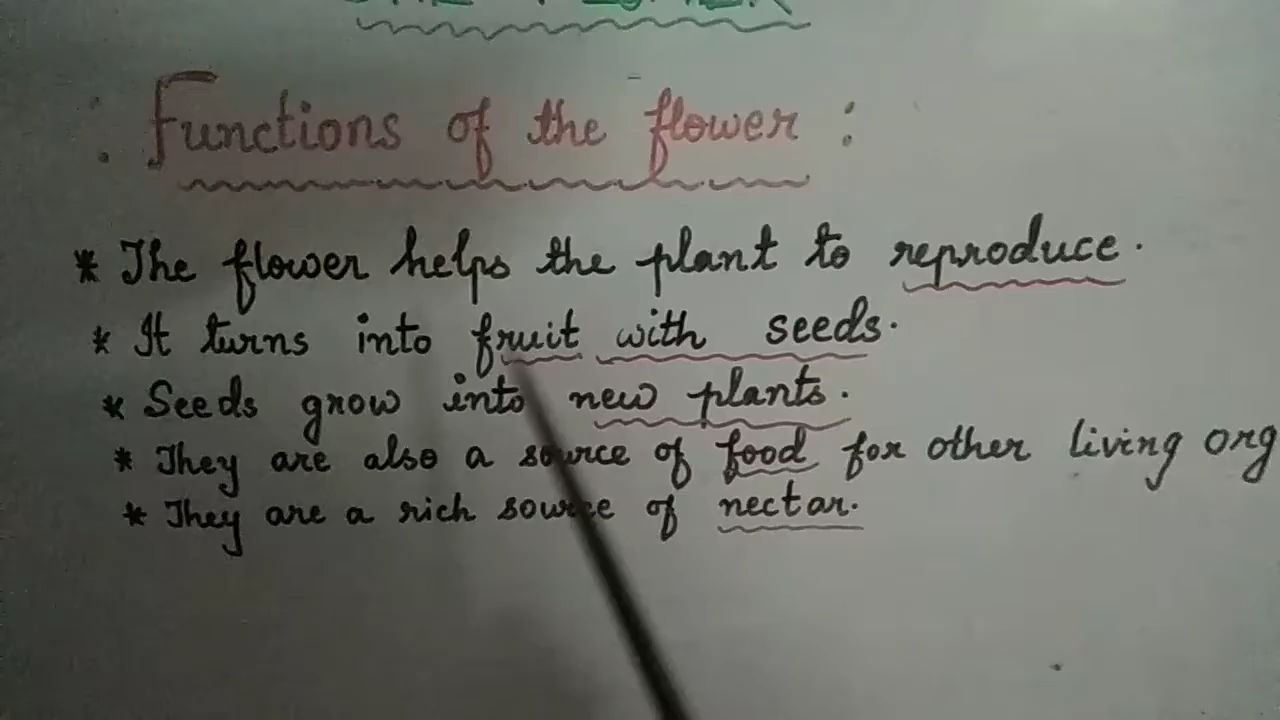 Functions of the flower :
* The flower helps the plant to reproduce.
* It turns into fruit with seeds.
* Seeds grow into new plants.
* They are also a source of food for other living org
* They are a rich source of nectar.